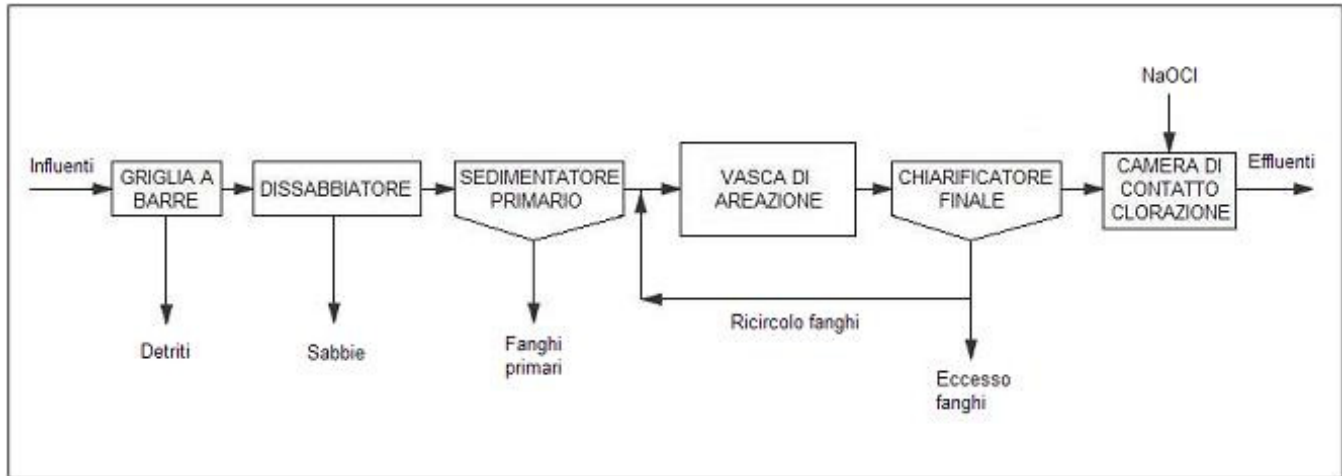 NaOCl
Influenti
GRIGLIA A
BARRE
DISSABBIATORE
SEDIMENTATORE
PRIMARIO
VASCA DI
AREAZIONE
CHIARIFICATORE
FINALE
CAMERA DI
CONTATTO
CLORAZIONE
Effluenti
Detriti
Sabbie
Fanghi
primari
Ricircolo fanghi
Eccesso
fanghi